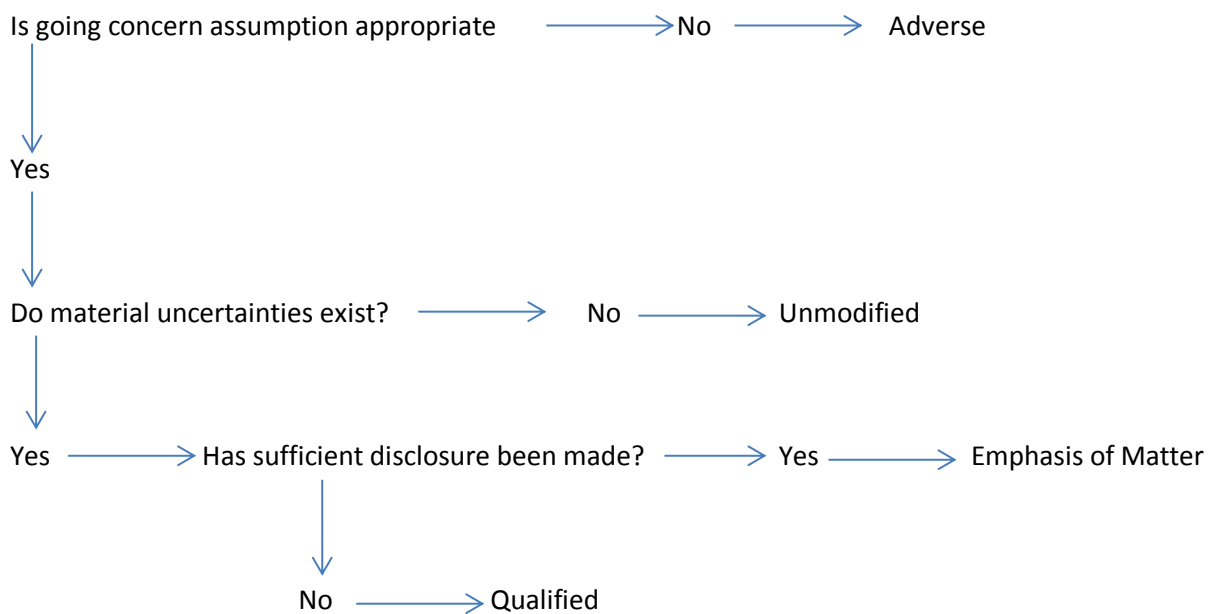 Is going concern assumption appropriate No Adverse
Yes
Do material uncertainties exist? No Unmodified
Yes Has sufficient disclosure been made? Yes Emphasis of Matter
No Qualified